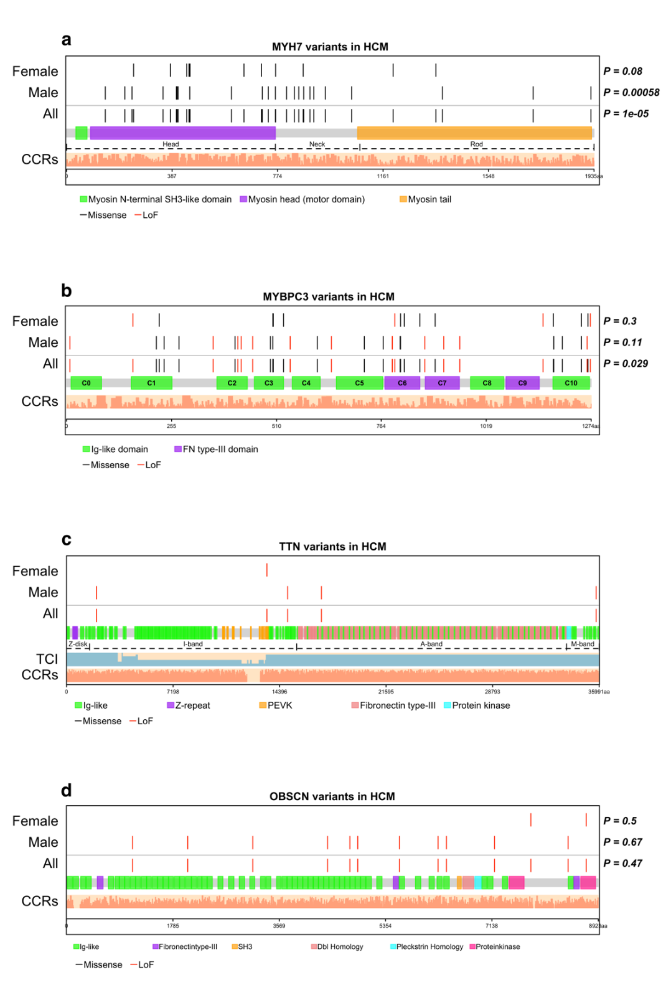 a
MYH7 variants in HCM
Female
P = 0.08
Male
P = 0.00058
All
P = 1e-05
Head Neck Rod
CCRs
0 387 774 1161 1548 1935aa
Myosin N-terminal SH3-like domain Myosin head (motor domain) Myosin tail
Missense LoF
b
MYBPC3 variants in HCM
Female
P = 0.3
Male
P = 0.11
All
P = 0.029
C0 C1 C2 C3 C4 C5 C6 C7 C8 C9 C10
CCRs
0 255 510 764 1019 1274aa
Ig-like domain FN type-III domain
Missense LoF
c
TTN variants in HCM
Female
Male
All
Z-disk I-band A-band M-band
TCI
CCRs
0 7198 14396 21595 28793 35991aa
Ig-like Z-repeat PEVK Fibronectin type-III Protein kinase
Missense LoF
d
OBSCN variants in HCM
Female
P = 0.5
Male
P = 0.67
All
P = 0.47
CCRs
0 1785 3569 5354 7138 8923aa
Ig-like Fibronectintype-III SH3 Dbl Homology Pleckstrin Homology Proteinkinase
Missense LoF